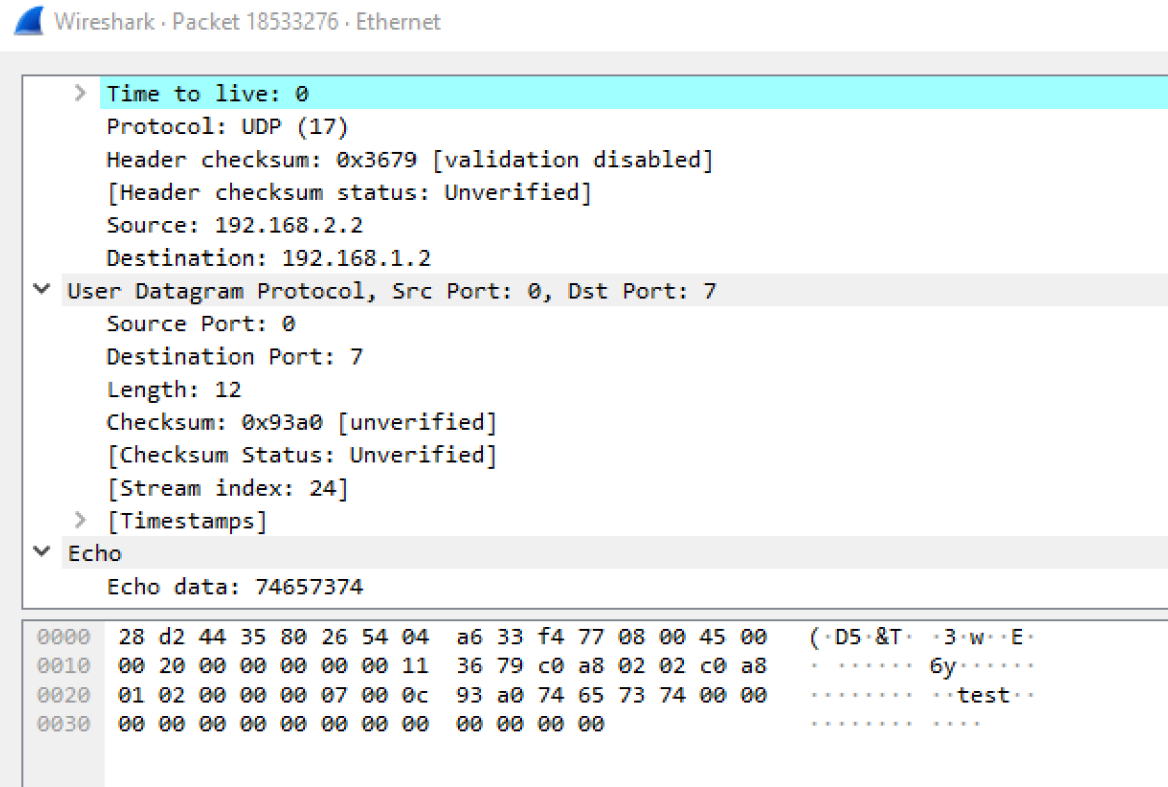 Wireshark · Packet 18533276 · Ethernet
Time to live: 0
Protocol: UDP (17)
Header checksum: 0x3679 [validation disabled]
[Header checksum status: Unverified]
Source: 192.168.2.2
Destination: 192.168.1.2
User Datagram Protocol, Src Port: 0, Dst Port: 7
Source Port: 0
Destination Port: 7
Length: 12
Checksum: 0x93a0 [unverified]
[Checksum Status: Unverified]
[Stream index: 24]
[Timestamps]
Echo
Echo data: 74657374
0000 28 d2 44 35 80 26 54 04 a6 33 f4 77 08 00 45 00 (·D5·&T· ·3·w··E·
0010 00 20 00 00 00 00 00 11 36 79 c0 a8 02 02 c0 a8 · ······ 6y······
0020 01 02 00 00 00 07 00 0c 93 a0 74 65 73 74 00 00 ········ ··test··
0030 00 00 00 00 00 00 00 00 00 00 00 00 ········ ····